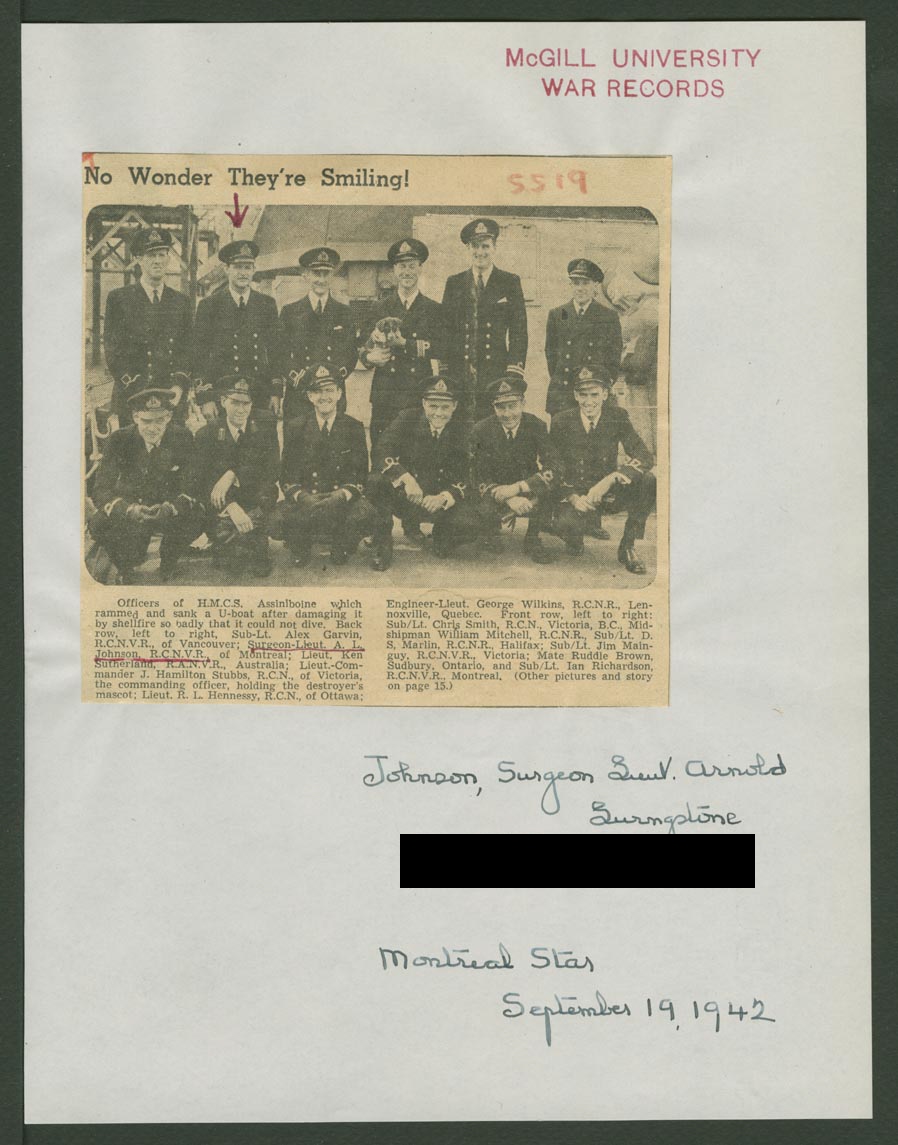 McGILL UNIVERSITY
WAR RECORDS
No Wonder They're Smiling!
5519
Officers of H.M.C.S. Assiniboine which
rammed and sank a U-boat after damaging it
by shellfire so badly that it could not dive. Back
row, left to right, Sub-Lt. Alex Garvin,
R.C.N.V.R., of Vancouver; Surgeon-Lieut. A. L.
Johnson, R.C.N.V.R., of Montreal; Lieut. Ken
Sutherland, R.A.N.V.R., Australia; Lieut.-Com-
mander J. Hamilton Stubbs, R.C.N., of Victoria,
the commanding officer, holding the destroyer's
mascot; Lieut. R. L. Hennessy, R.C.N., of Ottawa;
Engineer-Lieut. George Wilkins, R.C.N.R., Len-
noxville, Quebec. Front row, left to right:
Sub/Lt. Chris Smith, R.C.N., Victoria, B.C., Mid-
shipman William Mitchell, R.C.N.R., Sub/Lt. D.
S. Marlin, R.C.N.R., Halifax; Sub/Lt. Jim Main-
guy, R.C.N.V.R., Victoria; Mate Ruddle Brown,
Sudbury, Ontario, and Sub/Lt. Ian Richardson,
R.C.N.V.R., Montreal. (Other pictures and story
on page 15.)
Johnson, Surgeon Lieut. Arnold
Livingstone
Montreal Star
September 19, 1942